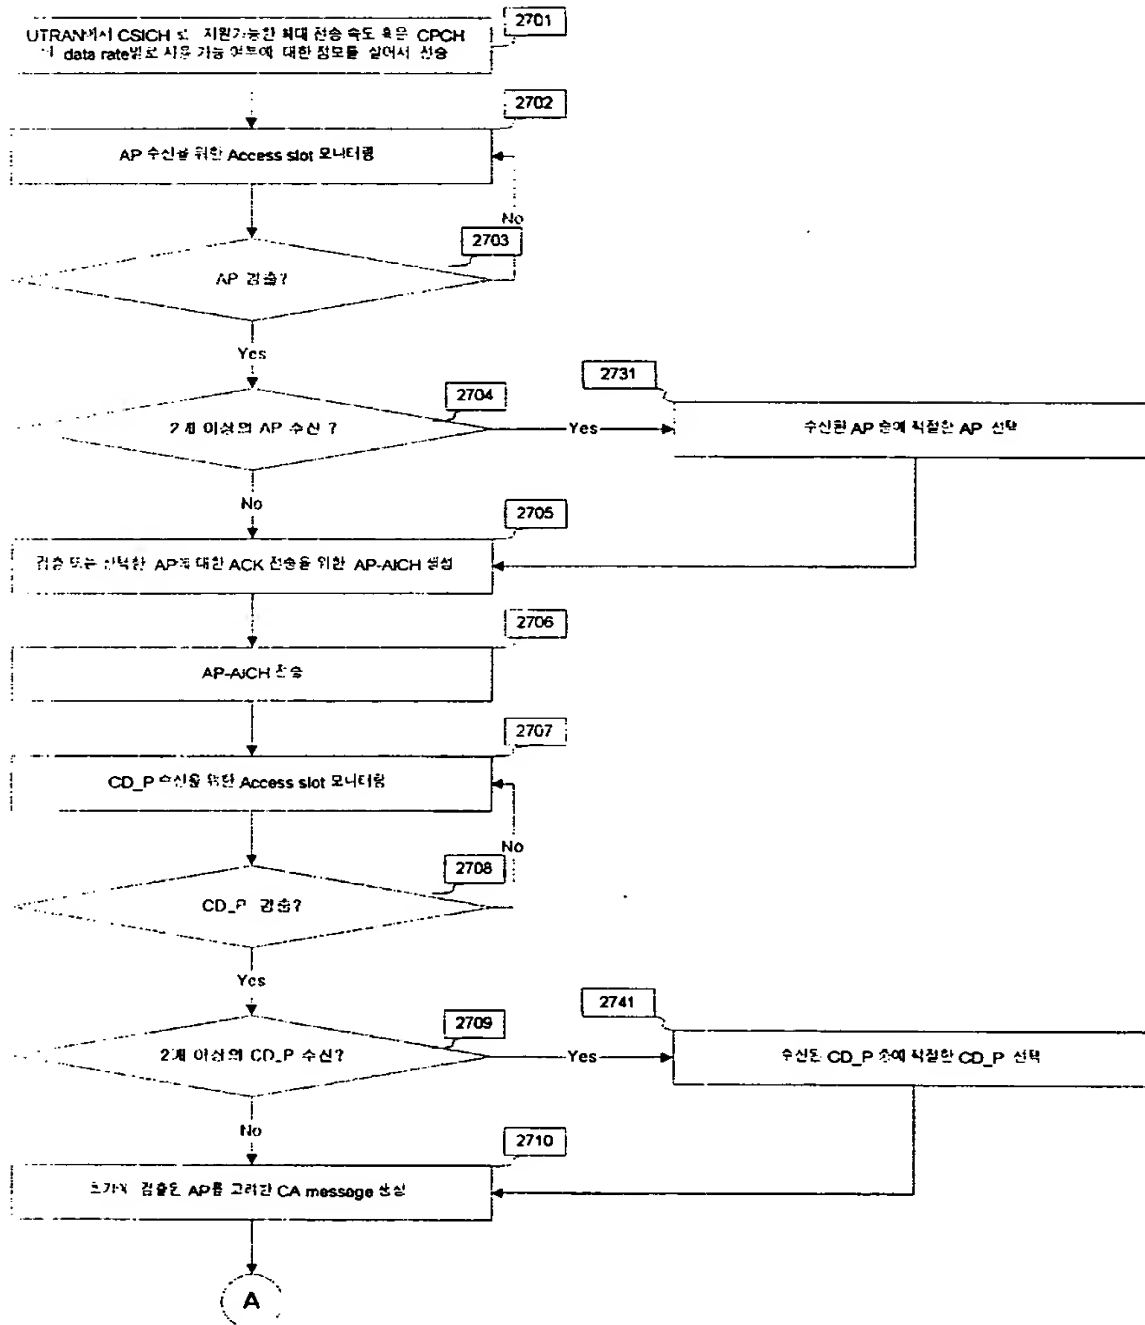 2701
UTRAN에서 CSICH 로 지원가능한 최대 전송 속도 혹은 CPCH
의 data rate별로 사용 가능 여부에 대한 정보를 실어서 전송
2702
AP 수신을 위한 Access slot 모니터링
No
2703
AP 검출?
Yes
2704
2개 이상의 AP 수신 ?
Yes
2731
수신된 AP 중에 적절한 AP 선택
No
2705
검출 또는 선택한 AP에 대한 ACK 전송을 위한 AP-AICH 생성
2706
AP-AICH 전송
2707
CD_P 수신을 위한 Access slot 모니터링
No
2708
CD_P 검출?
Yes
2709
2개 이상의 CD_P 수신?
Yes
2741
수신된 CD_P 중에 적절한 CD_P 선택
No
2710
검출된 AP를 고려한 CA message 생성
A